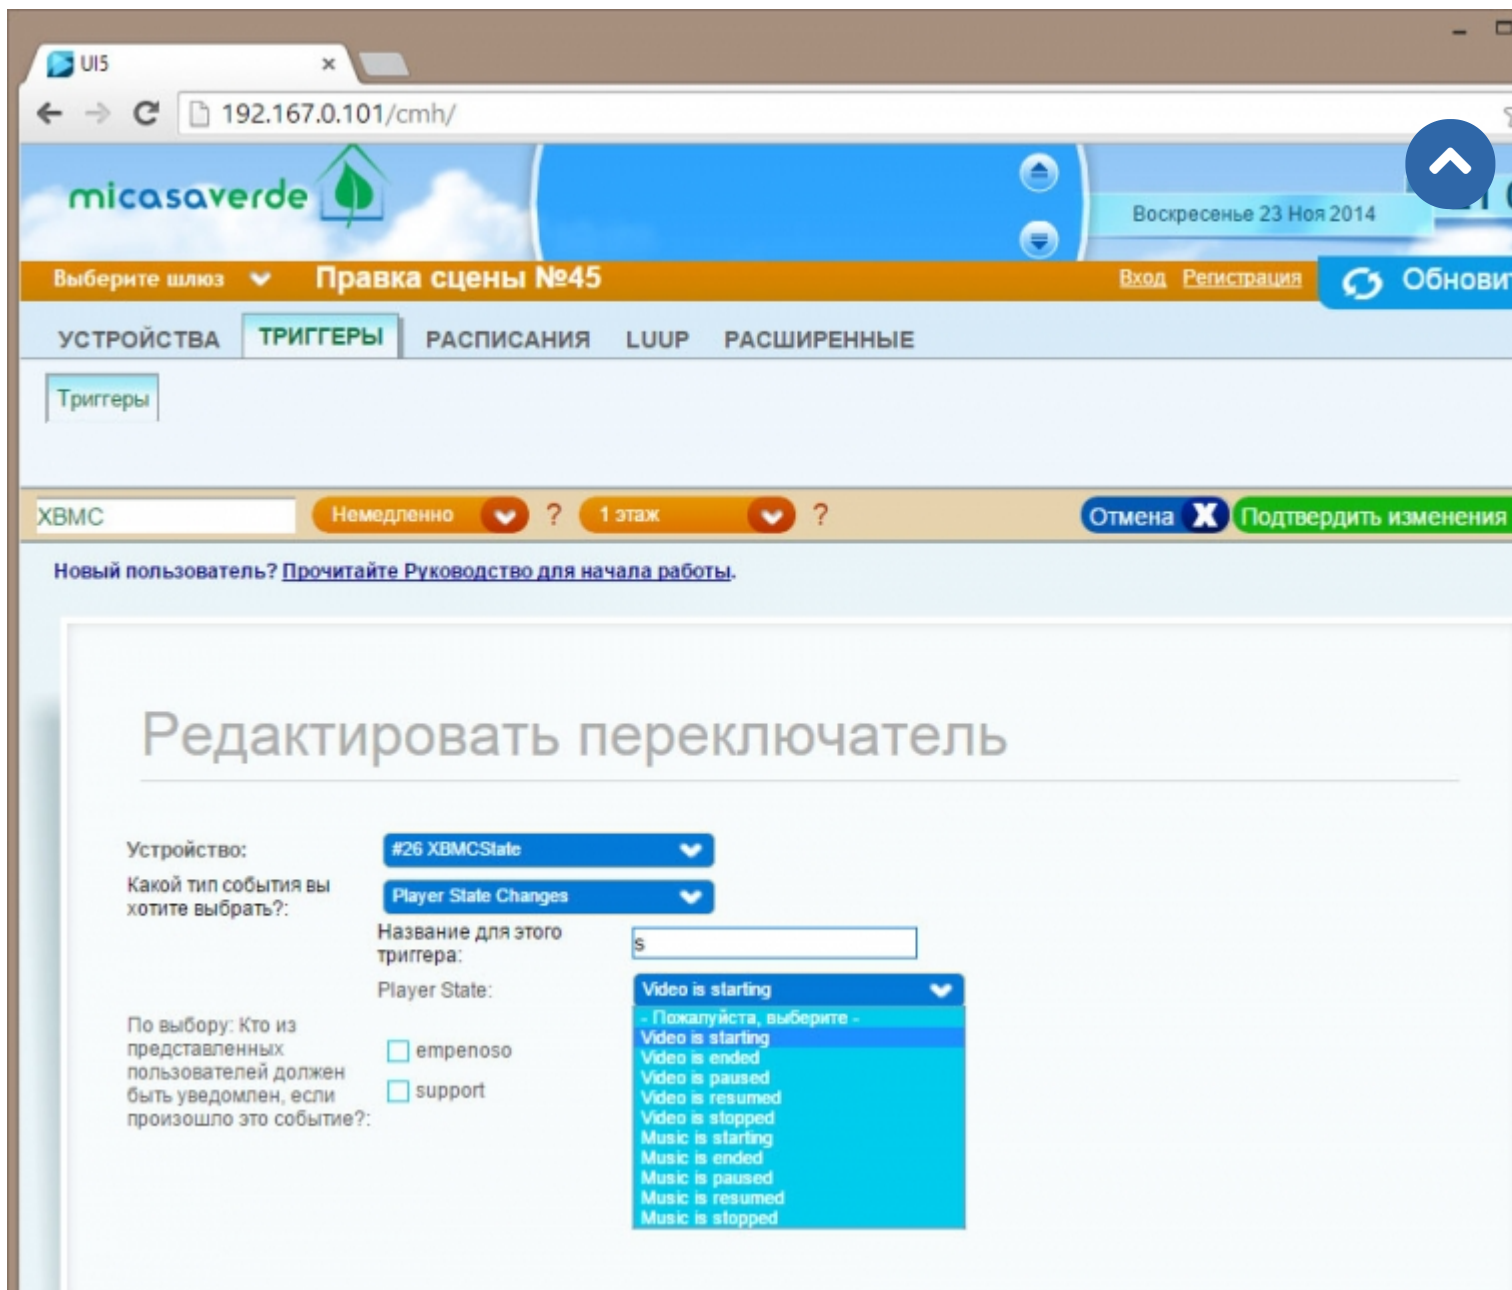 UI5
192.167.0.101/cmh/
micasaverde
Воскресенье 23 Ноя 2014
Выберите шлюз Правка сцены №45 Вход Регистрация Обновит
УСТРОЙСТВА ТРИГГЕРЫ РАСПИСАНИЯ LUUP РАСШИРЕННЫЕ
Триггеры
XBMC Немедленно ? 1 этаж ? Отмена X Подтвердить изменения
Новый пользователь? Прочитайте Руководство для начала работы.
Редактировать переключатель
Устройство: #26 XBMCState
Какой тип события вы
хотите выбрать?: Player State Changes
Название для этого
триггера: s
Player State: Video is starting
- Пожалуйста, выберите -
Video is starting
Video is ended
Video is paused
Video is resumed
Video is stopped
Music is starting
Music is ended
Music is paused
Music is resumed
Music is stopped
По выбору: Кто из
представленных
пользователей должен
быть уведомлен, если
произошло это событие?:
empenoso
support